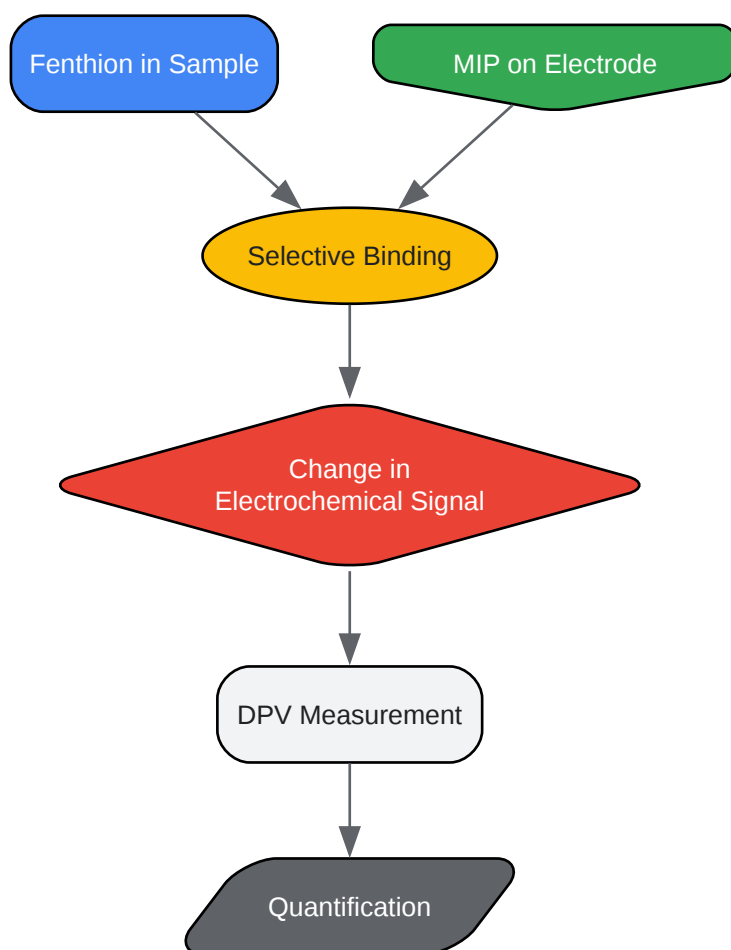 Fenthion in Sample
MIP on Electrode
Selective Binding
Change in
Electrochemical Signal
DPV Measurement
Quantification